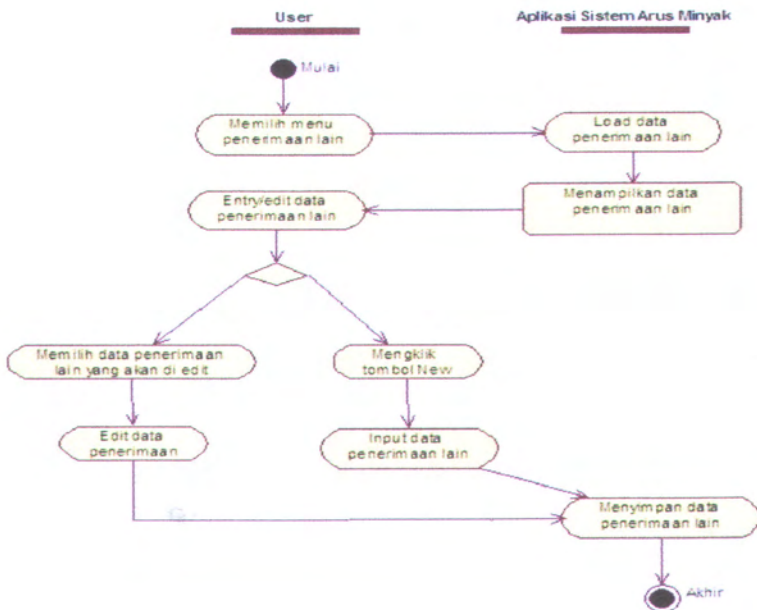 User
Aplikasi Sistem Arus Minyak
Mulai
Memilih menu
penerimaan lain
Load data
penerimaan lain
Menampilkan data
penerimaan lain
Entry/edit data
penerimaan lain
Memilih data penerimaan
lain yang akan di edit
Mengklik
tombol New
Edit data
penerimaan
Input data
penerimaan lain
Menyimpan data
penerimaan lain
Akhir